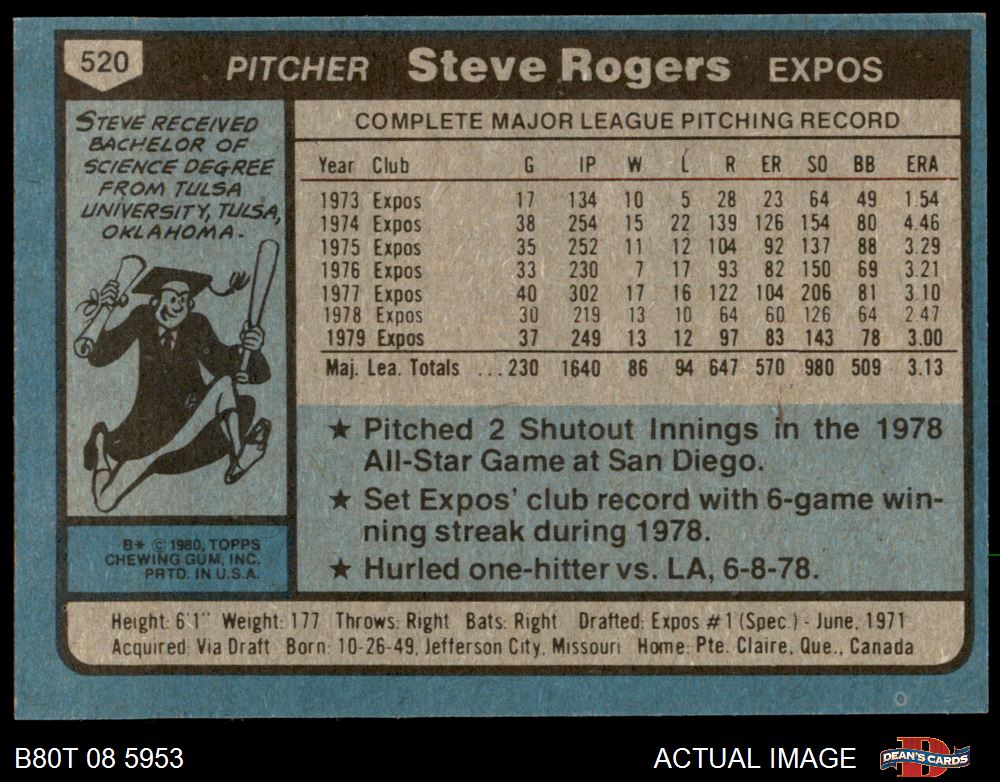 520 PITCHER Steve Rogers EXPOS
STEVE RECEIVED
BACHELOR OF
SCIENCE DEGREE
FROM TULSA
UNIVERSITY, TULSA,
OKLAHOMA.
B* © 1980, TOPPS
CHEWING GUM, INC.
PRTD. IN U.S.A.
COMPLETE MAJOR LEAGUE PITCHING RECORD
Year Club G IP W L R ER SO BB ERA
1973 Expos 17 134 10 5 28 23 64 49 1.54
1974 Expos 38 254 15 22 139 126 154 80 4.46
1975 Expos 35 252 11 12 104 92 137 88 3.29
1976 Expos 33 230 7 17 93 82 150 69 3.21
1977 Expos 40 302 17 16 122 104 206 81 3.10
1978 Expos 30 219 13 10 64 60 126 64 2.47
1979 Expos 37 249 13 12 97 83 143 78 3.00
Maj. Lea. Totals ... 230 1640 86 94 647 570 980 509 3.13
★ Pitched 2 Shutout Innings in the 1978
All-Star Game at San Diego.
★ Set Expos' club record with 6-game win-
ning streak during 1978.
★ Hurled one-hitter vs. LA, 6-8-78.
Height: 6'1" Weight: 177 Throws: Right Bats: Right Drafted: Expos #1 (Spec.) - June, 1971
Acquired: Via Draft Born: 10-26-49, Jefferson City, Missouri Home: Pte. Claire, Que., Canada
B80T 08 5953
ACTUAL IMAGE
DEAN'S CARDS